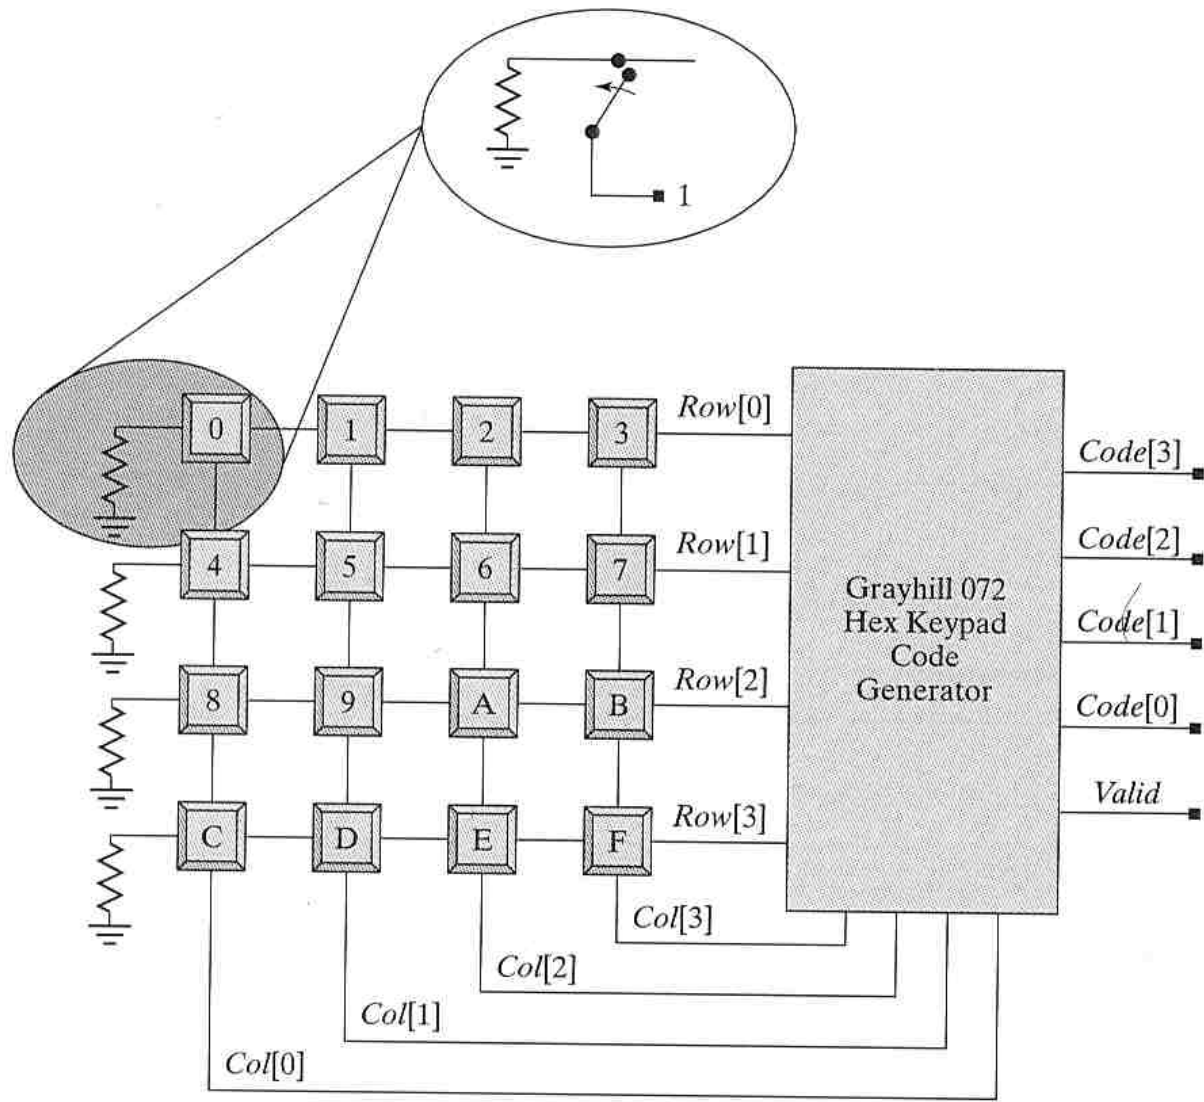 1
0 1 2 3 Row[0]
Code[3]
4 5 6 7 Row[1]
Code[2]
Grayhill 072
Hex Keypad
Code
Generator
Code[1]
8 9 A B Row[2]
Code[0]
Valid
C D E F Row[3]
Col[3]
Col[2]
Col[1]
Col[0]